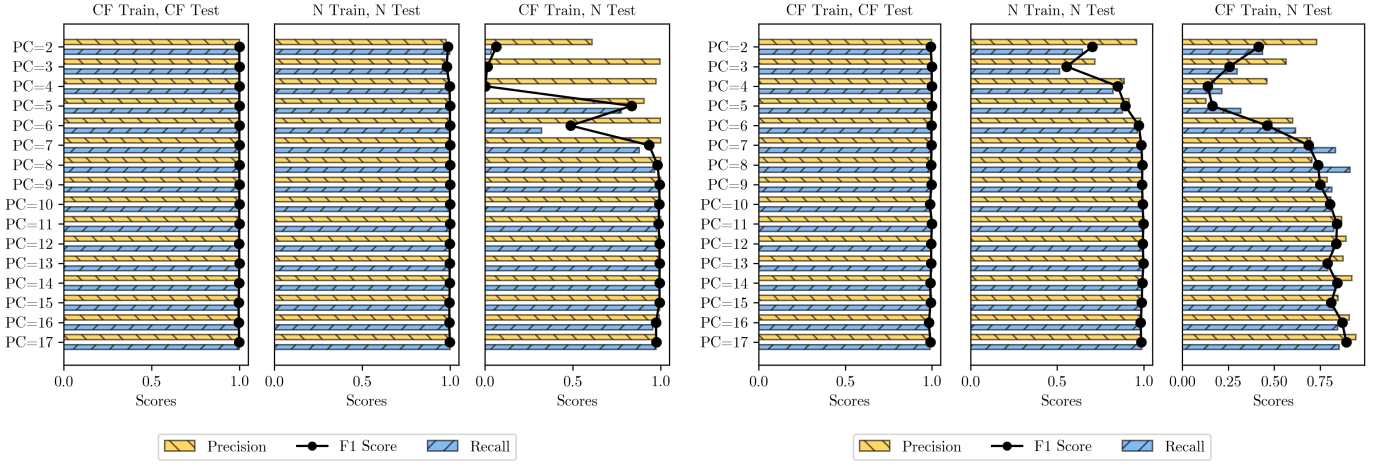 CF Train, CF Test
N Train, N Test
CF Train, N Test
CF Train, CF Test
N Train, N Test
CF Train, N Test
PC=2
PC=3
PC=4
PC=5
PC=6
PC=7
PC=8
PC=9
PC=10
PC=11
PC=12
PC=13
PC=14
PC=15
PC=16
PC=17
PC=2
PC=3
PC=4
PC=5
PC=6
PC=7
PC=8
PC=9
PC=10
PC=11
PC=12
PC=13
PC=14
PC=15
PC=16
PC=17
0.0 0.5 1.0
0.0 0.5 1.0
0.0 0.5 1.0
0.0 0.5 1.0
0.0 0.5 1.0
0.00 0.25 0.50 0.75
Scores
Scores
Scores
Scores
Scores
Scores
Precision F1 Score Recall
Precision F1 Score Recall